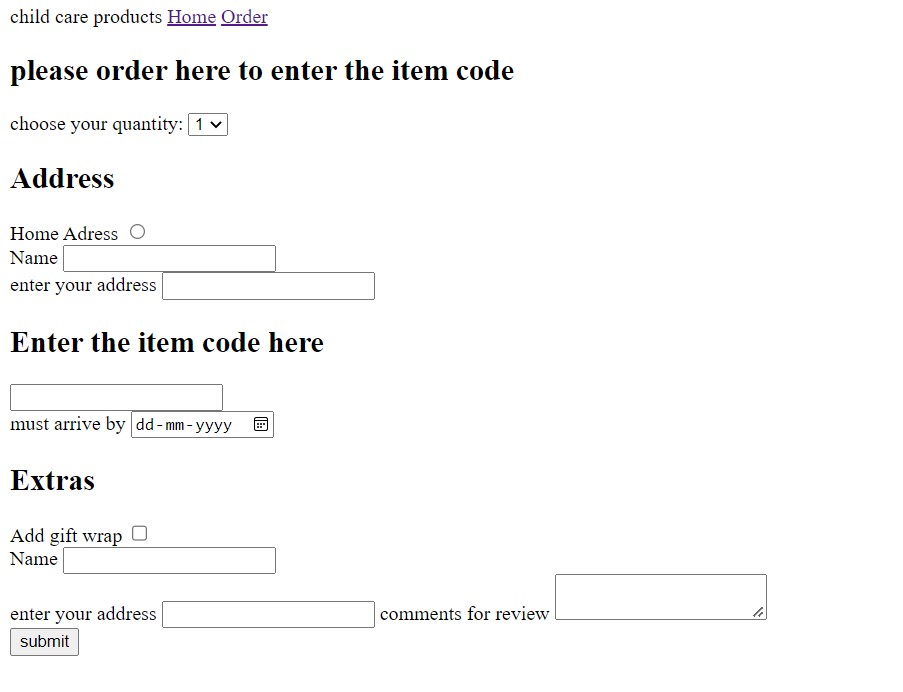 child care products Home Order
please order here to enter the item code
choose your quantity: 1
Address
Home Adress
Name
enter your address
Enter the item code here
must arrive by dd-mm-yyyy
Extras
Add gift wrap
Name
enter your address comments for review
submit